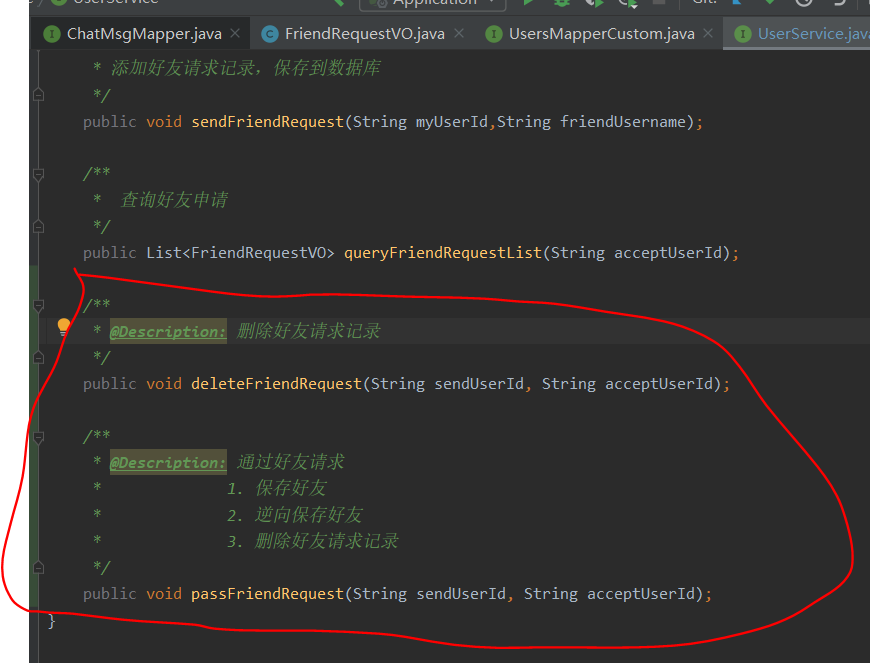 UserService
Application
Git:
ChatMsgMapper.java
FriendRequestVO.java
UsersMapperCustom.java
UserService.java
* 添加好友请求记录，保存到数据库
*/
public void sendFriendRequest(String myUserId,String friendUsername);
/**
* 查询好友申请
*/
public List<FriendRequestVO> queryFriendRequestList(String acceptUserId);
/**
* @Description: 删除好友请求记录
*/
public void deleteFriendRequest(String sendUserId, String acceptUserId);
/**
* @Description: 通过好友请求
* 1. 保存好友
* 2. 逆向保存好友
* 3. 删除好友请求记录
*/
public void passFriendRequest(String sendUserId, String acceptUserId);
}